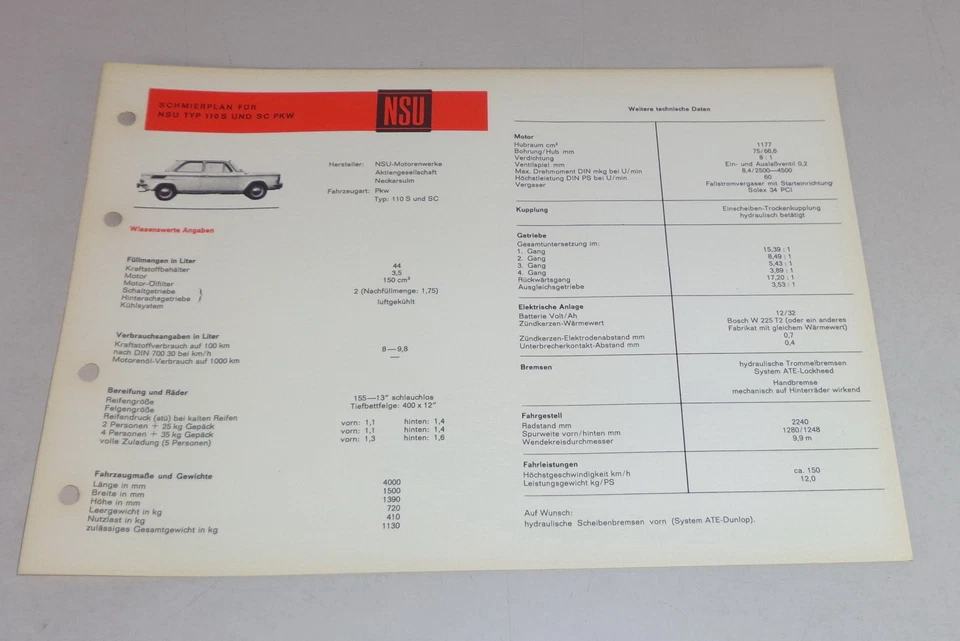 SCHMIERPLAN FÜR
NSU TYP 110 S UND SC PKW
NSU
Hersteller: NSU-Motorenwerke
Aktiengesellschaft
Neckarsulm
Fahrzeugart: Pkw
Typ: 110 S und SC
Wissenswerte Angaben
Füllmengen in Liter
Kraftstoffbehälter 44
Motor 3,5
Motor-Ölfilter 150 cm³
Schaltgetriebe
Hinterachsgetriebe } 2 (Nachfüllmenge: 1,75)
Kühlsystem luftgekühlt
Verbrauchsangaben in Liter
Kraftstoffverbrauch auf 100 km
nach DIN 700 30 bei km/h 8—9,8
Motorenöl-Verbrauch auf 1000 km —
Bereifung und Räder
Reifengröße 155—13" schlauchlos
Felgengröße Tiefbettfelge: 400 x 12"
Reifendruck (atü) bei kalten Reifen
2 Personen + 25 kg Gepäck vorn: 1,1 hinten: 1,4
4 Personen + 35 kg Gepäck vorn: 1,1 hinten: 1,4
volle Zuladung (5 Personen) vorn: 1,3 hinten: 1,6
Fahrzeugmaße und Gewichte
Länge in mm 4000
Breite in mm 1500
Höhe in mm 1390
Leergewicht in kg 720
Nutzlast in kg 410
zulässiges Gesamtgewicht in kg 1130
Weitere technische Daten
Motor
Hubraum cm³ 1177
Bohrung/Hub mm 75/66,6
Verdichtung 8 : 1
Ventilspiel mm Ein- und Auslaßventil 0,2
Max. Drehmoment DIN mkg bei U/min 8,4/2500—4500
Höchstleistung DIN PS bei U/min 60
Vergaser Fallstromvergaser mit Starteinrichtung
Solex 34 PCI
Kupplung Einscheiben-Trockenkupplung
hydraulisch betätigt
Getriebe
Gesamtuntersetzung im:
1. Gang 15,39 : 1
2. Gang 8,49 : 1
3. Gang 5,43 : 1
4. Gang 3,89 : 1
Rückwärtsgang 17,20 : 1
Ausgleichsgetriebe 3,53 : 1
Elektrische Anlage
Batterie Volt/Ah 12/32
Zündkerzen-Wärmewert Bosch W 225 T2 (oder ein anderes
Fabrikat mit gleichem Wärmewert)
Zündkerzen-Elektrodenabstand mm 0,7
Unterbrecherkontakt-Abstand mm 0,4
Bremsen hydraulische Trommelbremsen
System ATE-Lockheed
Handbremse
mechanisch auf Hinterräder wirkend
Fahrgestell
Radstand mm 2240
Spurweite vorn/hinten mm 1280/1248
Wendekreisdurchmesser 9,9 m
Fahrleistungen
Höchstgeschwindigkeit km/h ca. 150
Leistungsgewicht kg/PS 12,0
Auf Wunsch:
hydraulische Scheibenbremsen vorn (System ATE-Dunlop).